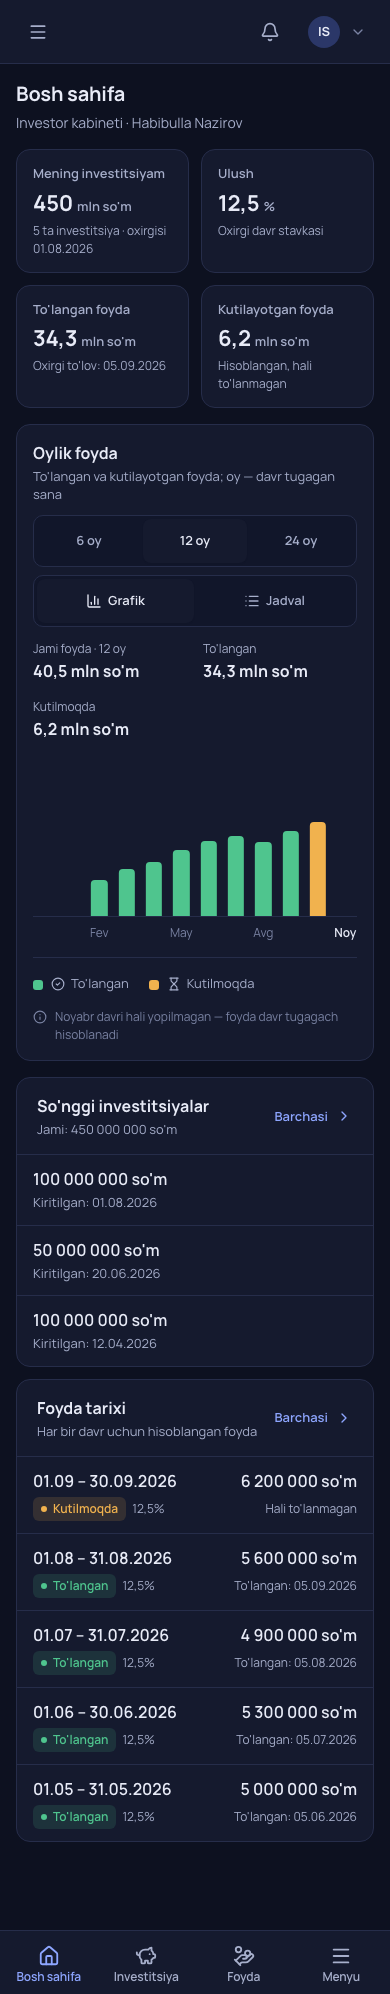 IS
Bosh sahifa
Investor kabineti · Habibulla Nazirov
Mening investitsiyam
450 mln so'm
5 ta investitsiya · oxirgisi
01.08.2026
Ulush
12,5 %
Oxirgi davr stavkasi
To'langan foyda
34,3 mln so'm
Oxirgi to'lov: 05.09.2026
Kutilayotgan foyda
6,2 mln so'm
Hisoblangan, hali
to'lanmagan
Oylik foyda
To'langan va kutilayotgan foyda; oy — davr tugagan
sana
6 oy
12 oy
24 oy
Grafik
Jadval
Jami foyda · 12 oy
40,5 mln so'm
To'langan
34,3 mln so'm
Kutilmoqda
6,2 mln so'm
Fev
May
Avg
Noy
To'langan
Kutilmoqda
Noyabr davri hali yopilmagan — foyda davr tugagach
hisoblanadi
So'nggi investitsiyalar
Jami: 450 000 000 so'm
Barchasi
100 000 000 so'm
Kiritilgan: 01.08.2026
50 000 000 so'm
Kiritilgan: 20.06.2026
100 000 000 so'm
Kiritilgan: 12.04.2026
Foyda tarixi
Har bir davr uchun hisoblangan foyda
Barchasi
01.09 – 30.09.2026
6 200 000 so'm
Kutilmoqda 12,5%
Hali to'lanmagan
01.08 – 31.08.2026
5 600 000 so'm
To'langan 12,5%
To'langan: 05.09.2026
01.07 – 31.07.2026
4 900 000 so'm
To'langan 12,5%
To'langan: 05.08.2026
01.06 – 30.06.2026
5 300 000 so'm
To'langan 12,5%
To'langan: 05.07.2026
01.05 – 31.05.2026
5 000 000 so'm
To'langan 12,5%
To'langan: 05.06.2026
Bosh sahifa
Investitsiya
Foyda
Menyu